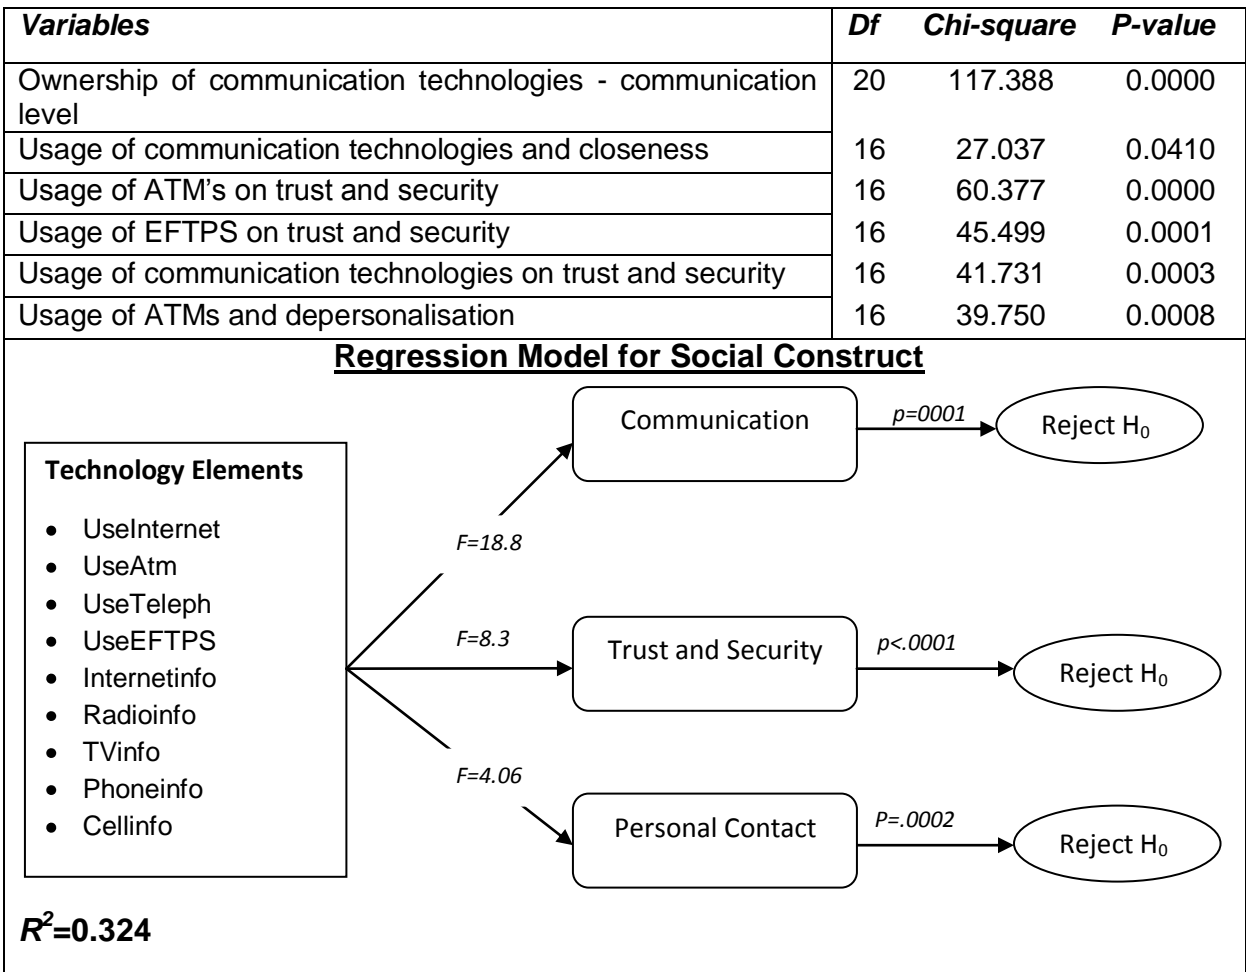 Variables Df Chi-square P-value
Ownership of communication technologies - communication 20 117.388 0.0000
level
Usage of communication technologies and closeness 16 27.037 0.0410
Usage of ATM’s on trust and security 16 60.377 0.0000
Usage of EFTPS on trust and security 16 45.499 0.0001
Usage of communication technologies on trust and security 16 41.731 0.0003
Usage of ATMs and depersonalisation 16 39.750 0.0008
Regression Model for Social Construct
Technology Elements
• UseInternet
• UseAtm
• UseTeleph
• UseEFTPS
• Internetinfo
• Radioinfo
• TVinfo
• Phoneinfo
• Cellinfo
F=18.8
Communication
p=0001
Reject H₀
F=8.3
Trust and Security
p<.0001
Reject H₀
F=4.06
Personal Contact
P=.0002
Reject H₀
R²=0.324